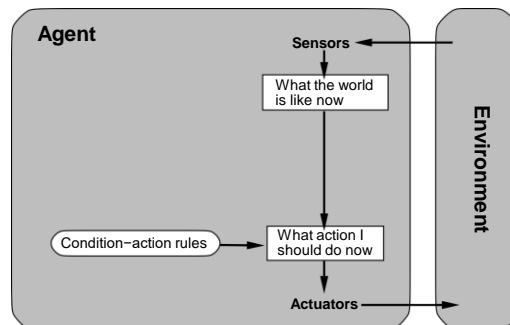 Agent
Sensors
What the world
is like now
Environment
Condition−action rules
What action I
should do now
Actuators